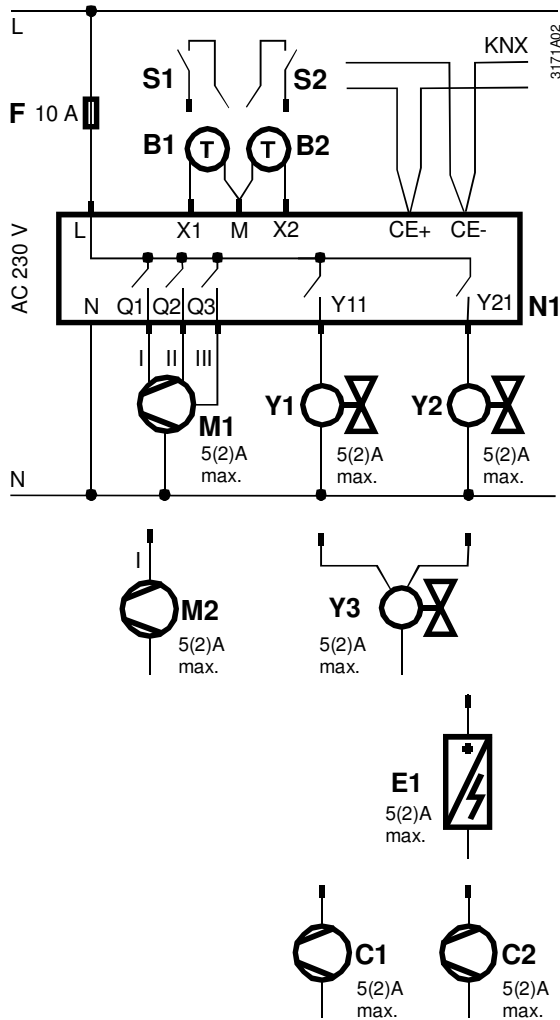 L
KNX
3171A02
S1 S2
F 10 A
B1 T T B2
AC 230 V
L X1 M X2 CE+ CE-
N Q1 Q2 Q3 Y11 Y21 N1
I II III
M1 Y1 Y2
5(2)A 5(2)A 5(2)A
max. max. max.
N
I
M2 Y3
5(2)A 5(2)A
max. max.
E1
5(2)A
max.
C1 C2
5(2)A 5(2)A
max. max.